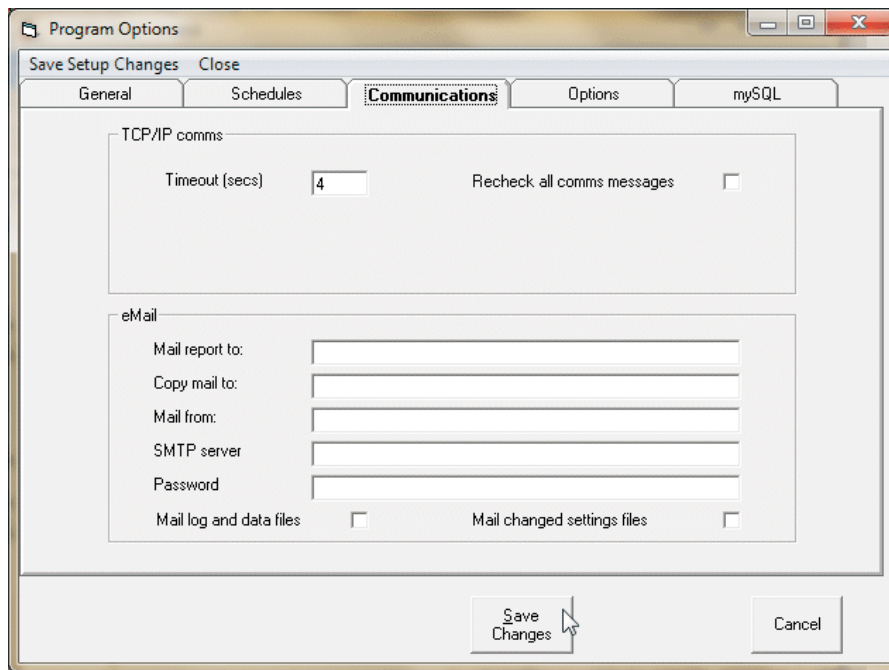 Program Options
Save Setup Changes Close
General Schedules Communications Options mySQL
TCP/IP comms
Timeout (secs) 4 Recheck all comms messages
eMail
Mail report to:
Copy mail to:
Mail from:
SMTP server
Password
Mail log and data files Mail changed settings files
Save
Changes
Cancel